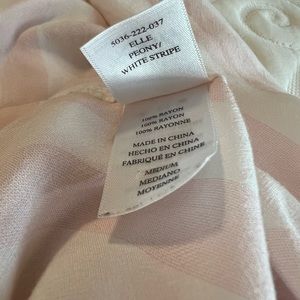 5036-222-037
ELLE
PEONY/
WHITE STRIPE
100% RAYON
100% RAYON
100% RAYONNE
MADE IN CHINA
HECHO EN CHINA
FABRIQUÉ EN CHINA
MEDIUM
MEDIANO
MOYENNE